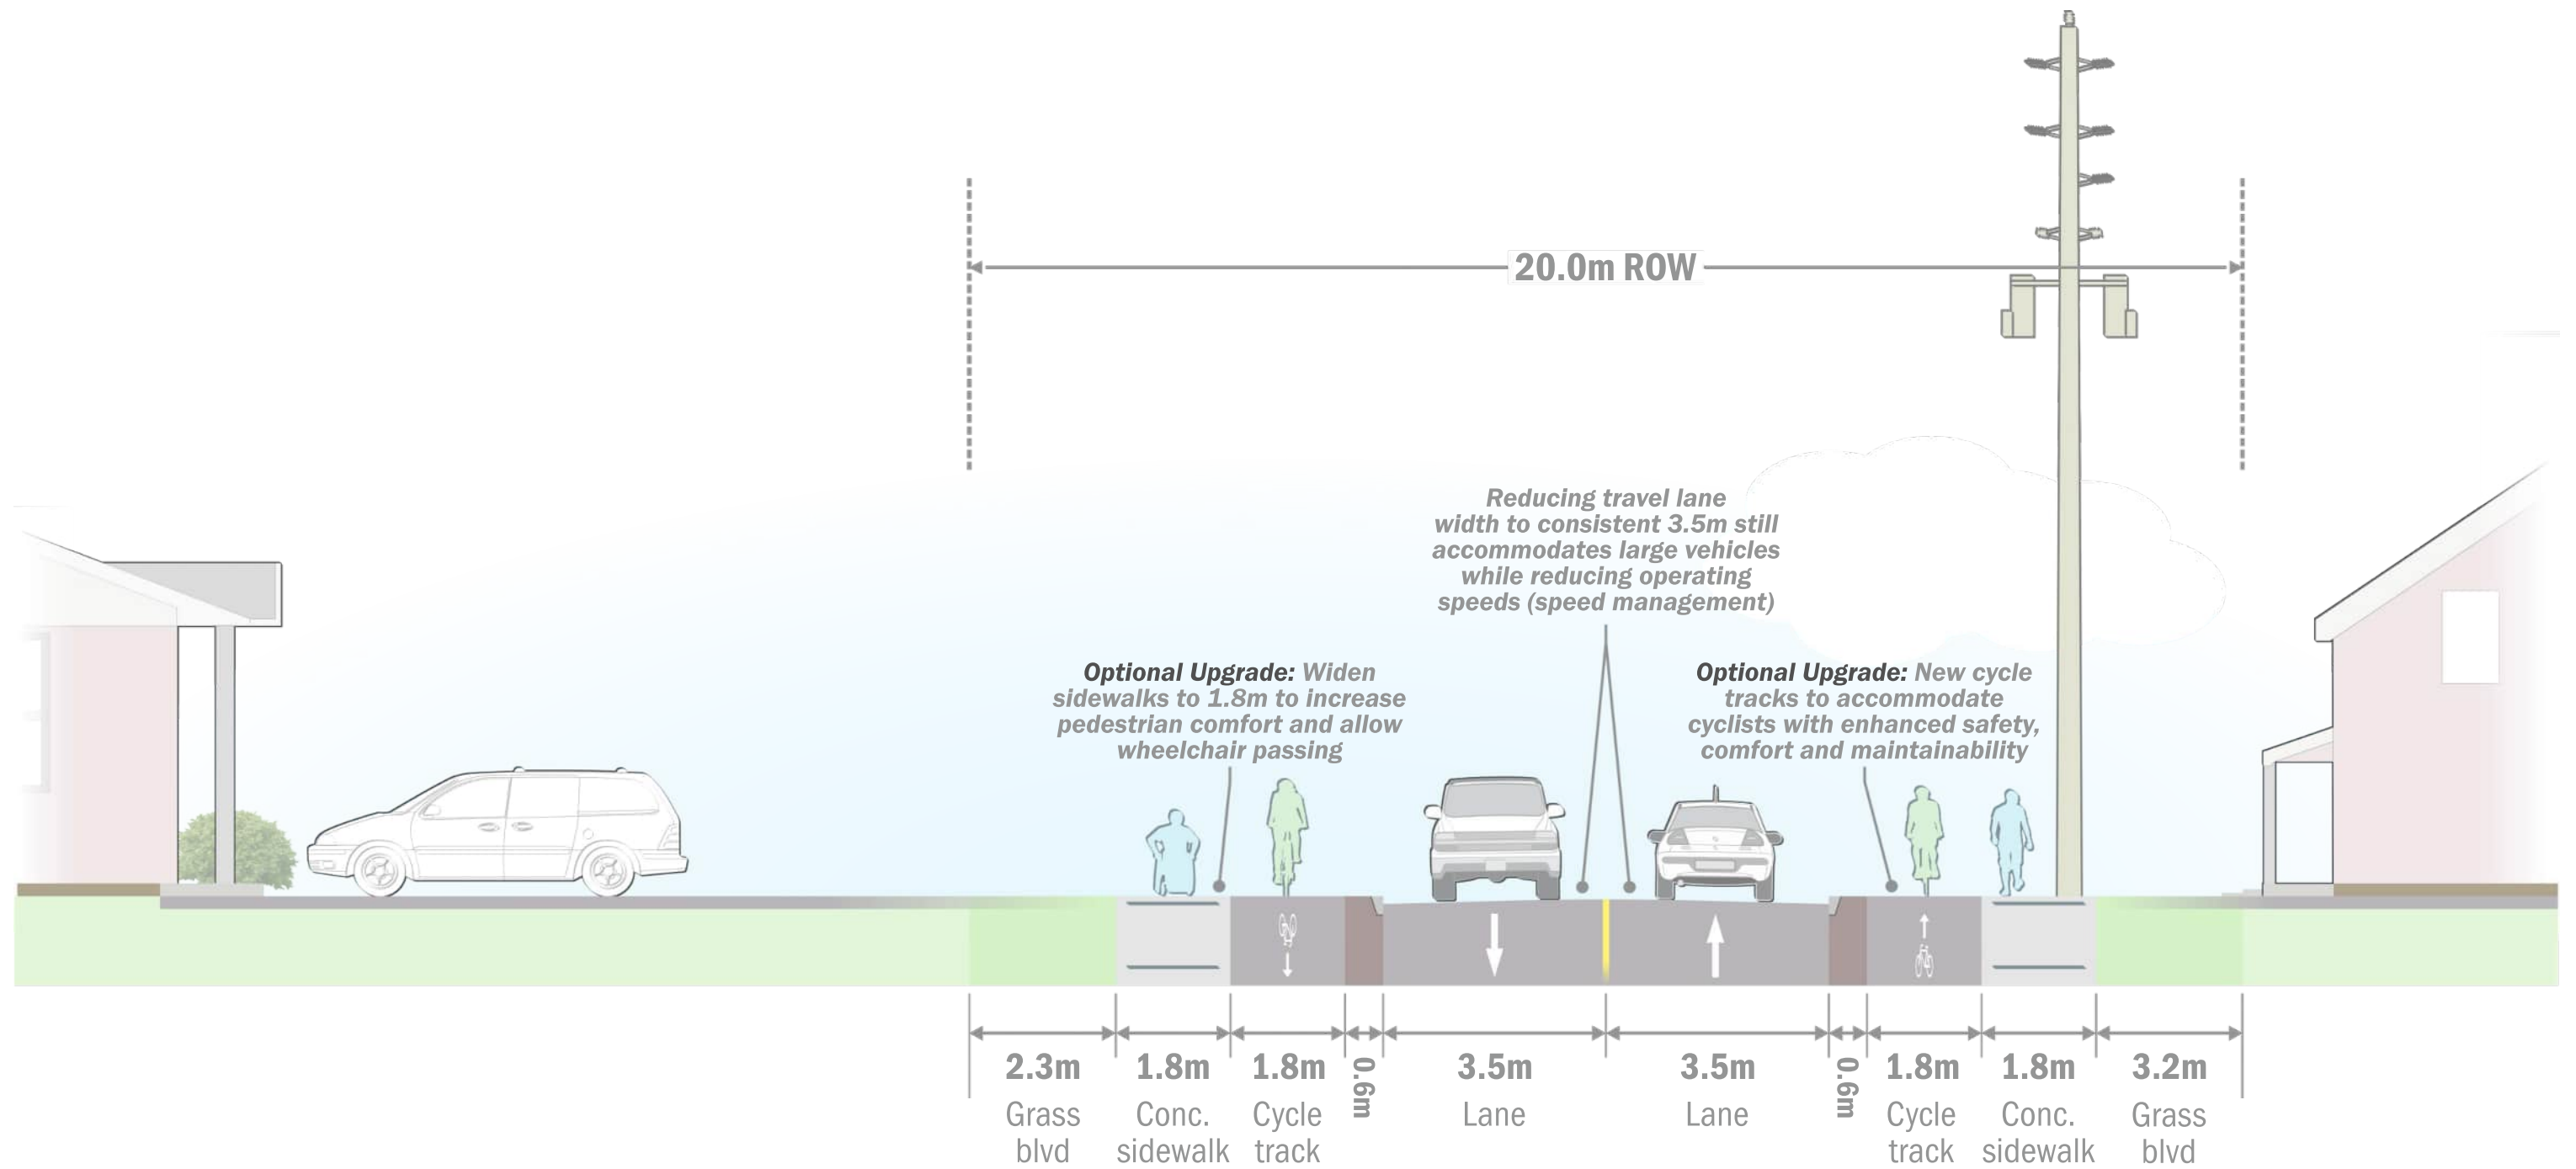 20.0m ROW
Reducing travel lane
width to consistent 3.5m still
accommodates large vehicles
while reducing operating
speeds (speed management)
Optional Upgrade: Widen
sidewalks to 1.8m to increase
pedestrian comfort and allow
wheelchair passing
Optional Upgrade: New cycle
tracks to accommodate
cyclists with enhanced safety,
comfort and maintainability
2.3m
Grass
blvd
1.8m
Conc.
sidewalk
1.8m
Cycle
track
0.6m
3.5m
Lane
3.5m
Lane
0.6m
1.8m
Cycle
track
1.8m
Conc.
sidewalk
3.2m
Grass
blvd